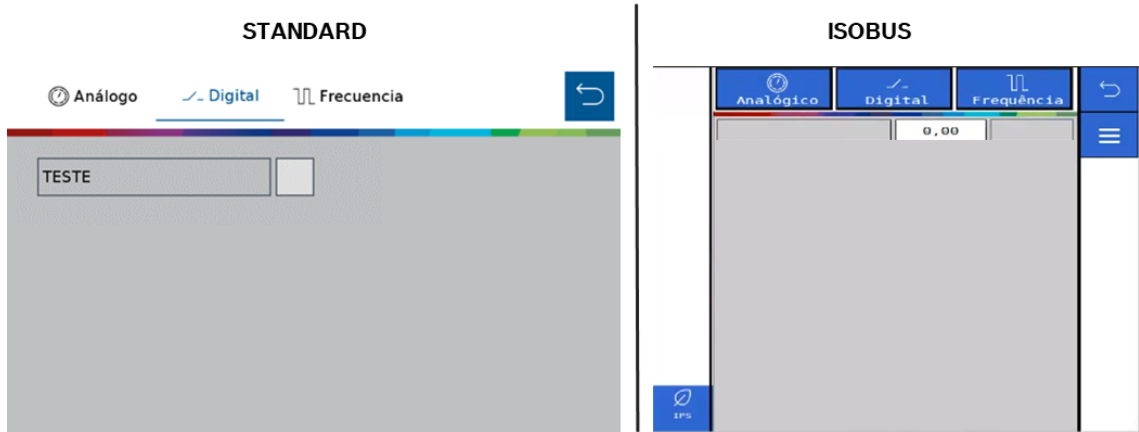 STANDARD
Análogo
Digital
Frecuencia
TESTE
ISOBUS
Analógico
Digital
Frequência
0,00
IPS